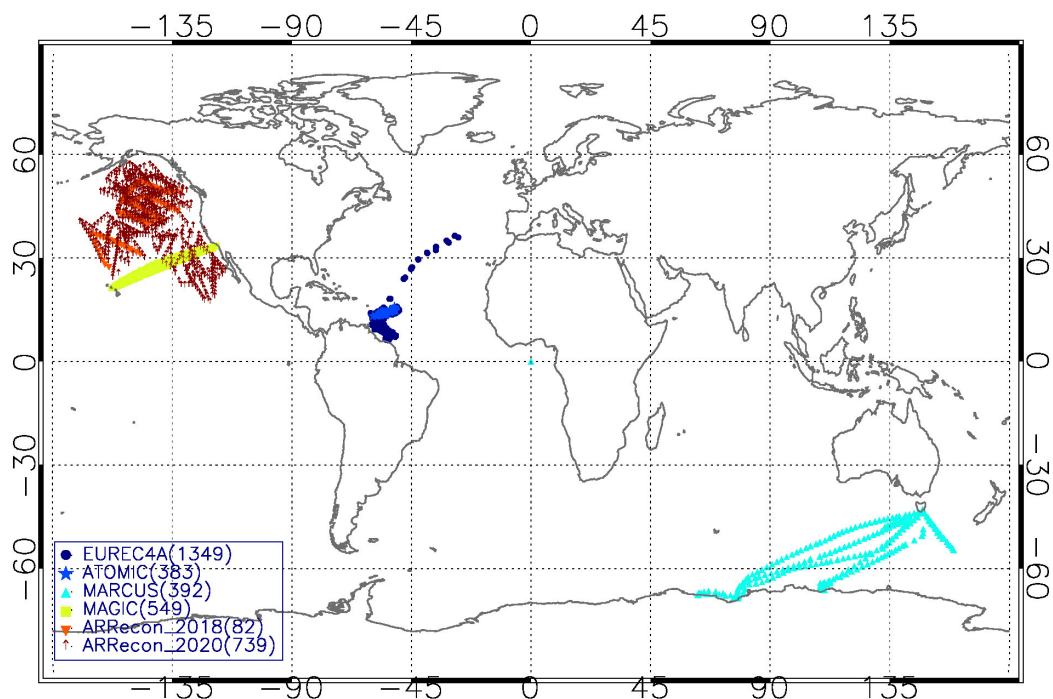 −135 −90 −45 0 45 90 135
60 60
30 30
0 0
−30 −30
−60 −60
EUREC4A(1349)
ATOMIC(383)
MARCUS(392)
MAGIC(549)
ARRecon_2018(82)
ARRecon_2020(739)
−135 −90 −45 0 45 90 135